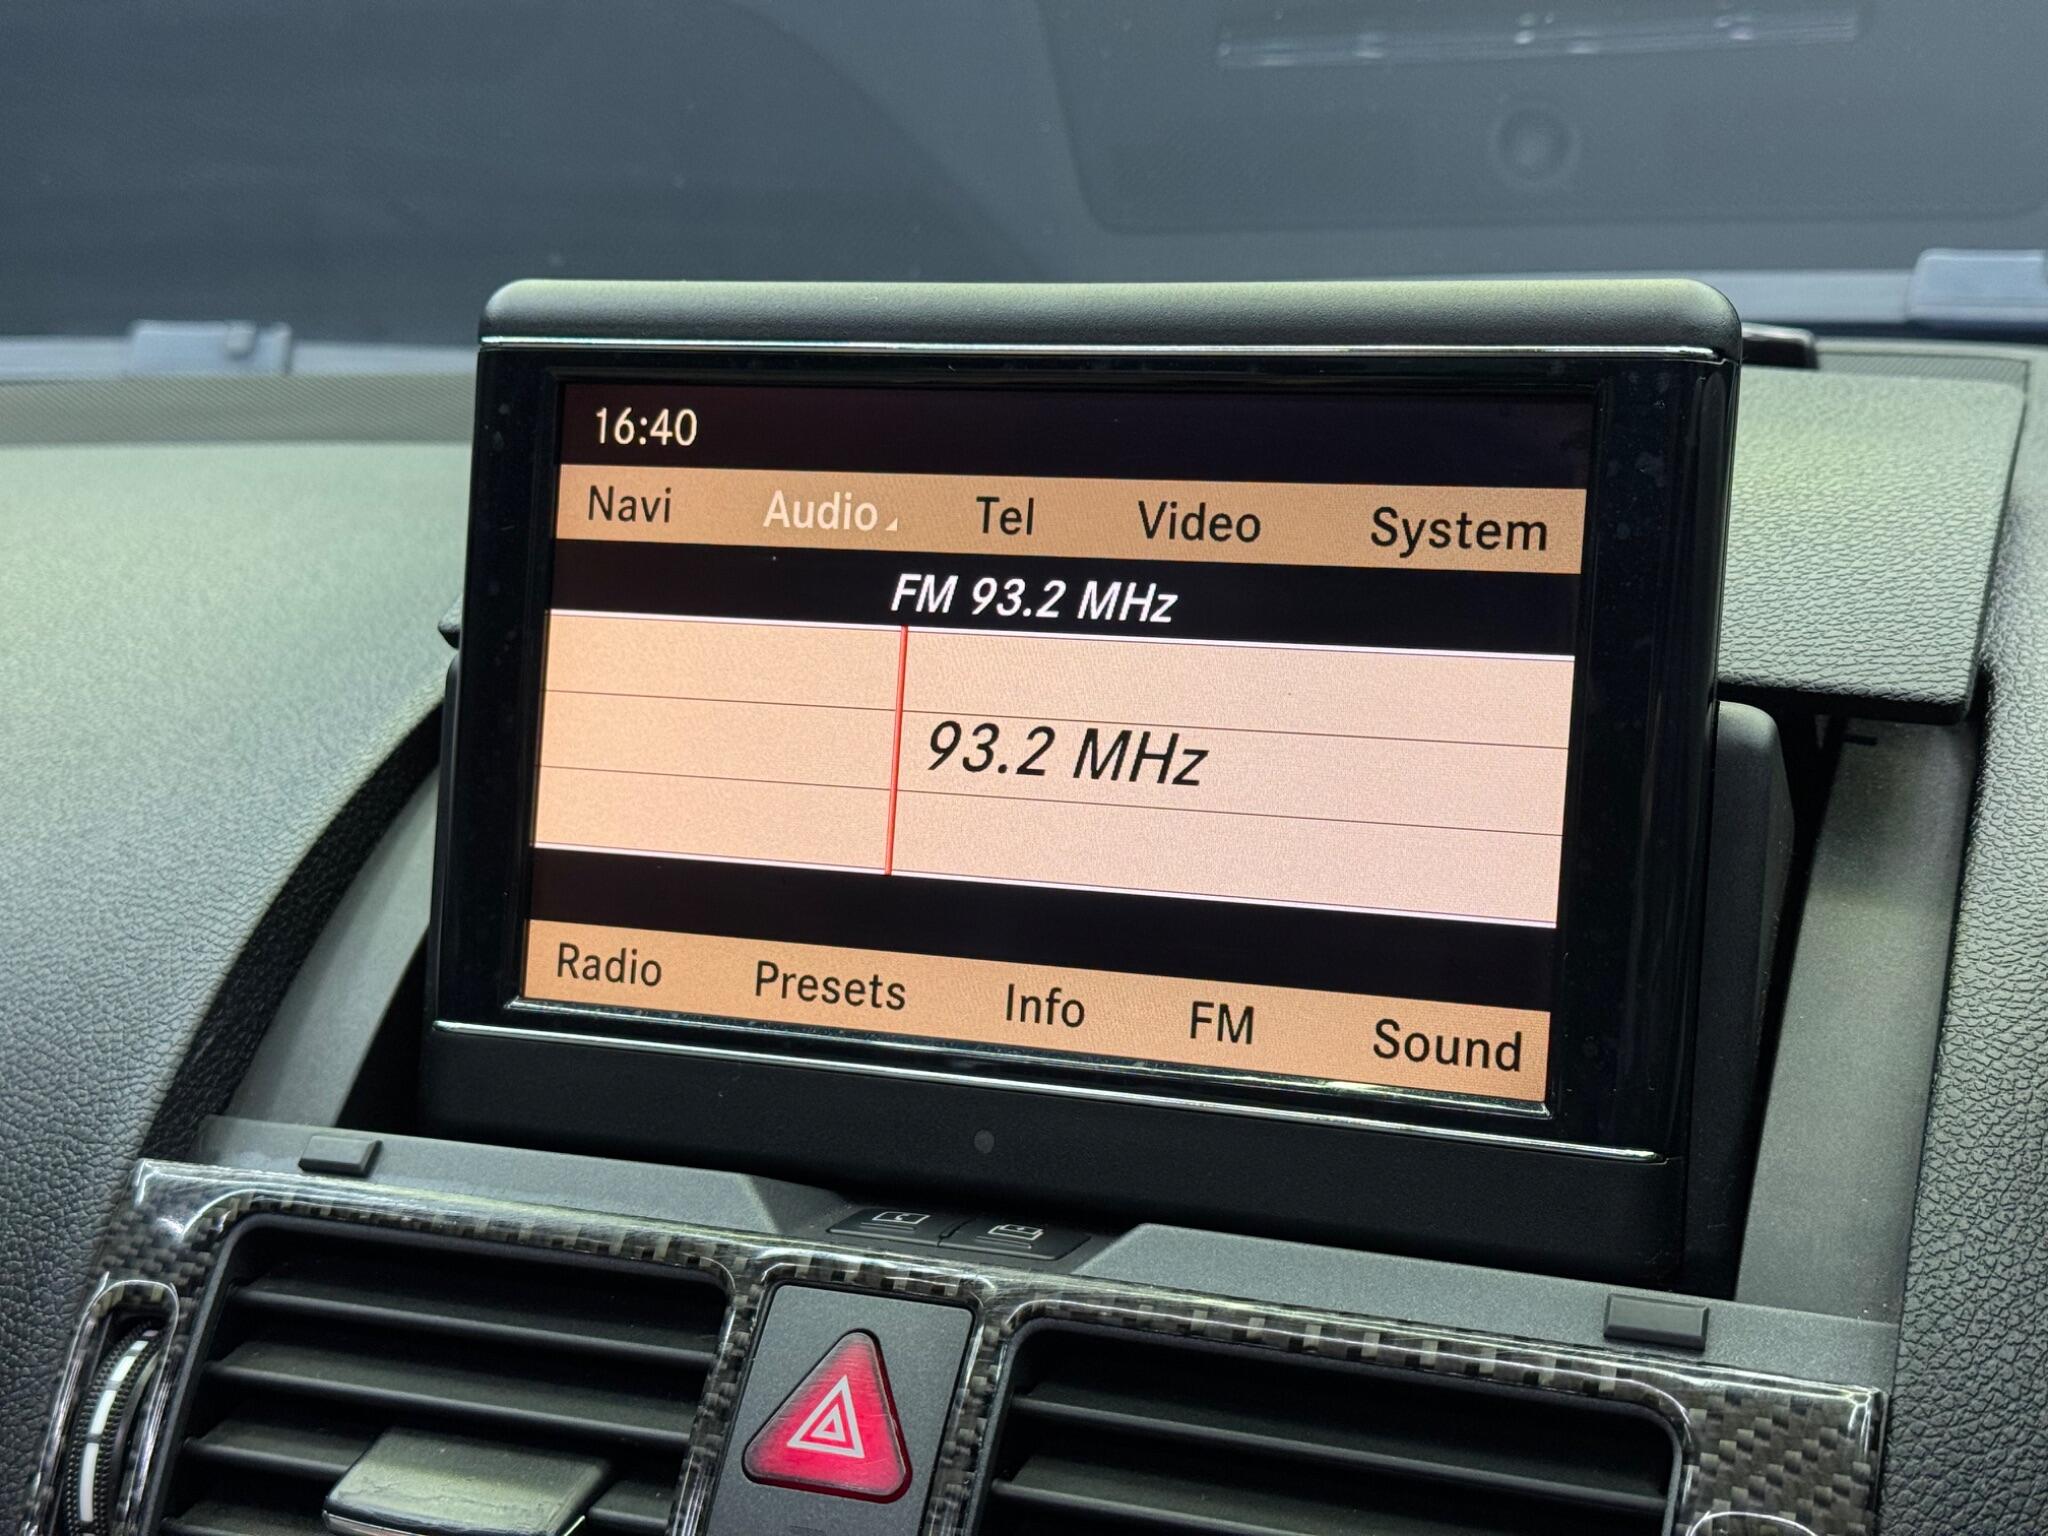 16:40
Navi Audio Tel Video System
FM 93.2 MHz
93.2 MHz
Radio Presets Info FM Sound